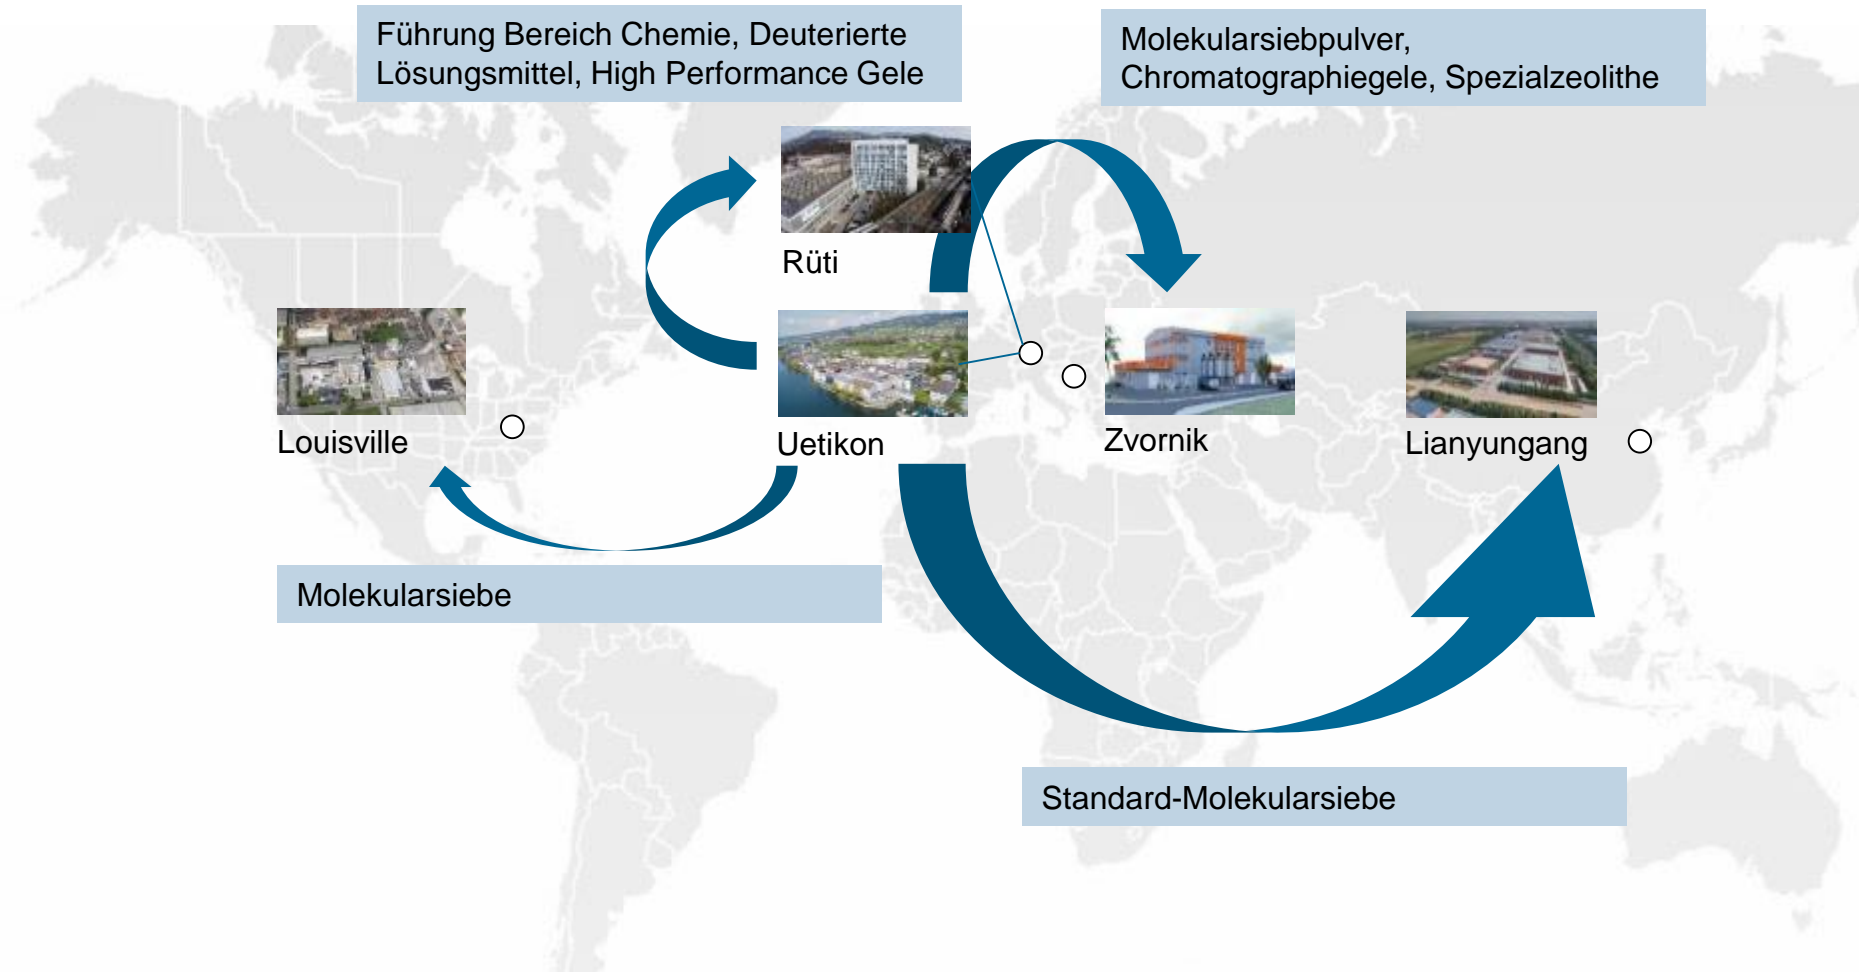 Führung Bereich Chemie, Deuterierte
Lösungsmittel, High Performance Gele
Molekularsiebpulver,
Chromatographiegele, Spezialzeolithe
Rüti
Louisville
Uetikon
Zvornik
Lianyungang
Molekularsiebe
Standard-Molekularsiebe